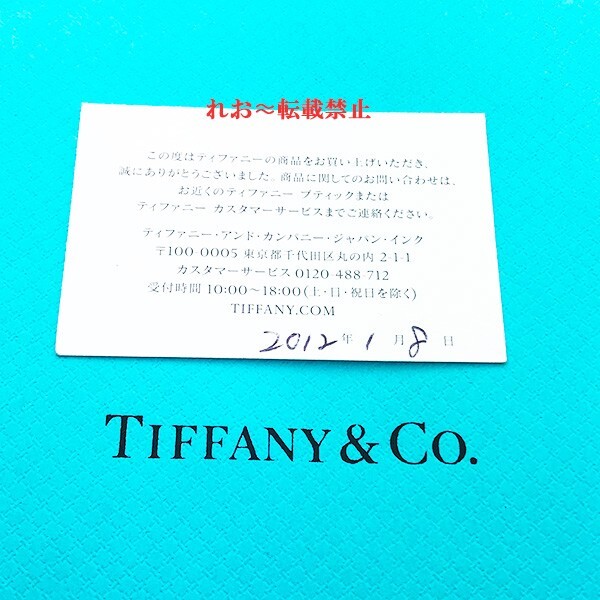 れお〜転載禁止
この度はティファニーの商品をお買い上げいただき、
誠にありがとうございました。商品に関してのお問い合わせは、
お近くのティファニー ブティックまたは
ティファニー カスタマーサービスまでご連絡ください。
ティファニー・アンド・カンパニー・ジャパン・インク
〒100-0005 東京都千代田区丸の内 2-1-1
カスタマーサービス 0120-488-712
受付時間 10:00〜18:00(土・日・祝日を除く)
TIFFANY.COM
2012年 1月 8日
TIFFANY & CO.